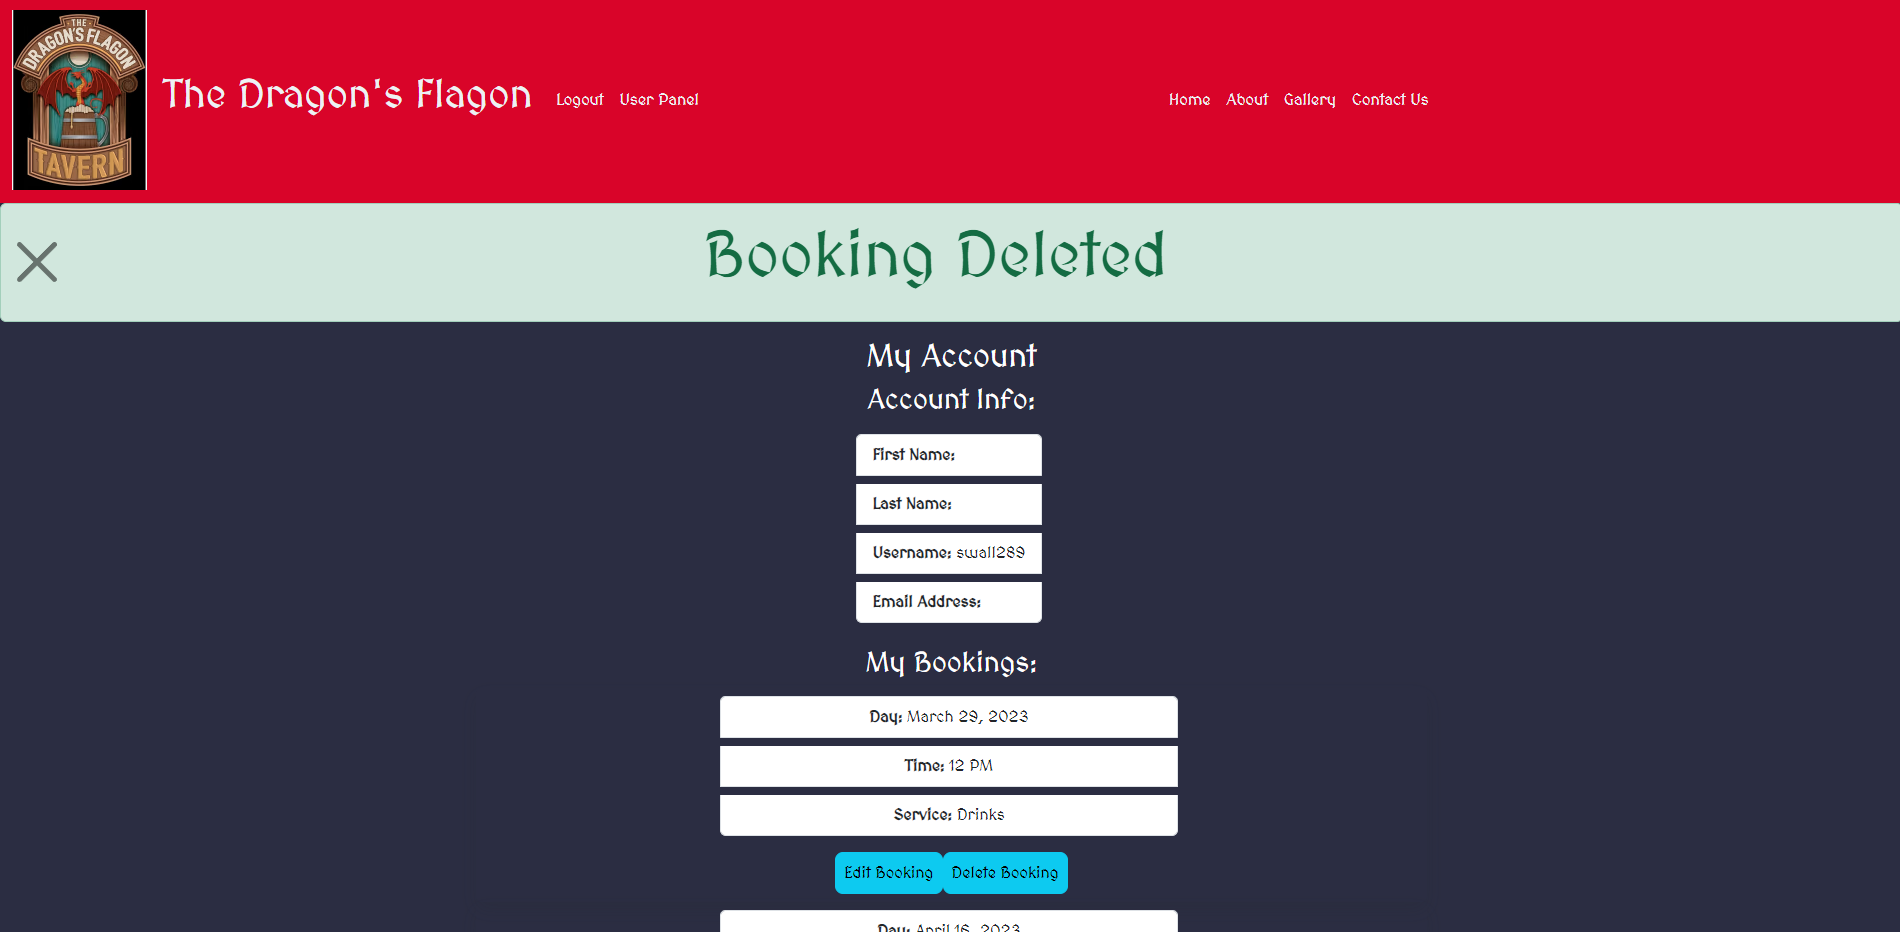 THE
DRAGON'S FLAGON
TAVERN
The Dragon's Flagon
Logout User Panel
Home About Gallery Contact Us
Booking Deleted
My Account
Account Info:
First Name:
Last Name:
Username: swall289
Email Address:
My Bookings:
Day: March 29, 2023
Time: 12 PM
Service: Drinks
Edit Booking Delete Booking
Day: April 16, 2023